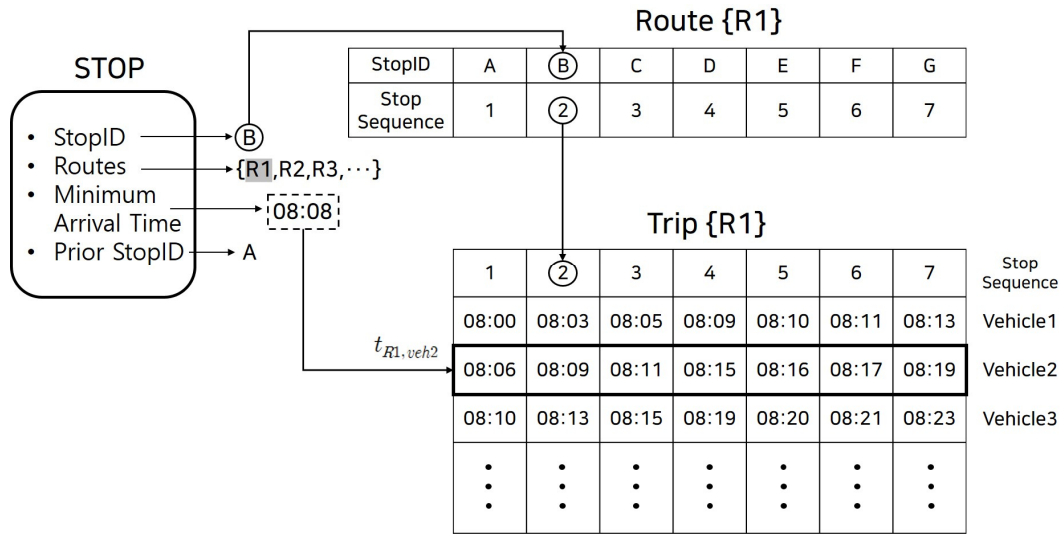 Route {R1}
STOP
StopID A B C D E F G
Stop Sequence 1 2 3 4 5 6 7
• StopID B
• Routes {R1,R2,R3,⋯}
• Minimum
Arrival Time 08:08
• Prior StopID A
Trip {R1}
1 2 3 4 5 6 7 Stop Sequence
08:00 08:03 08:05 08:09 08:10 08:11 08:13 Vehicle1
t_{R1,veh2}
08:06 08:09 08:11 08:15 08:16 08:17 08:19 Vehicle2
08:10 08:13 08:15 08:19 08:20 08:21 08:23 Vehicle3